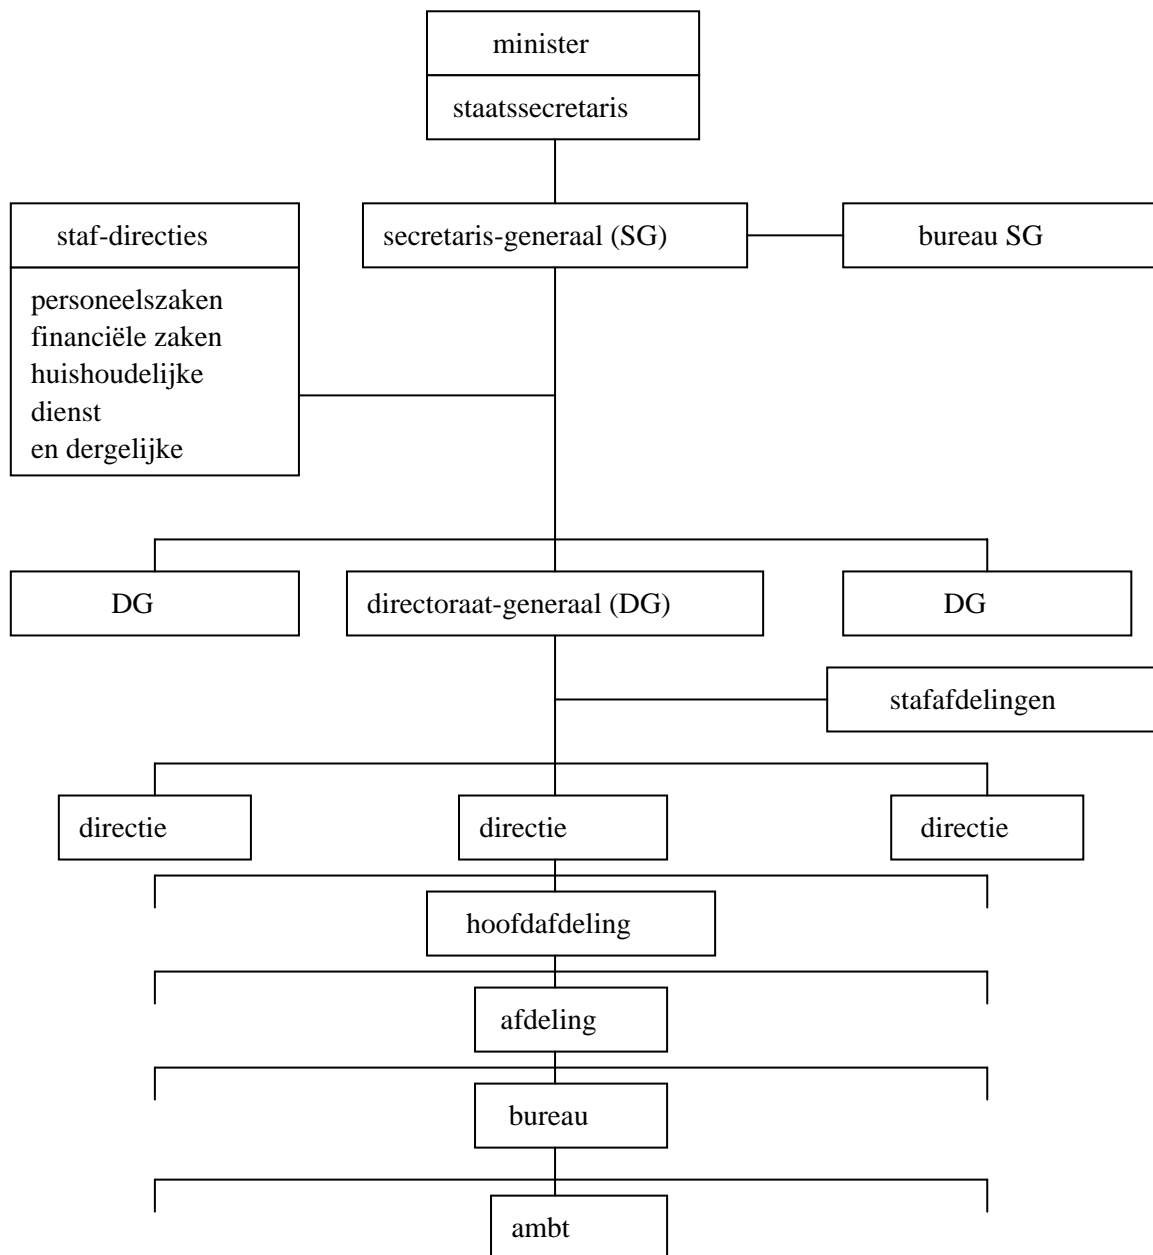 minister
staatssecretaris
staf-directies
secretaris-generaal (SG)
bureau SG
personeelszaken
financiële zaken
huishoudelijke
dienst
en dergelijke
DG
directoraat-generaal (DG)
DG
stafafdelingen
directie
directie
directie
hoofdafdeling
afdeling
bureau
ambt